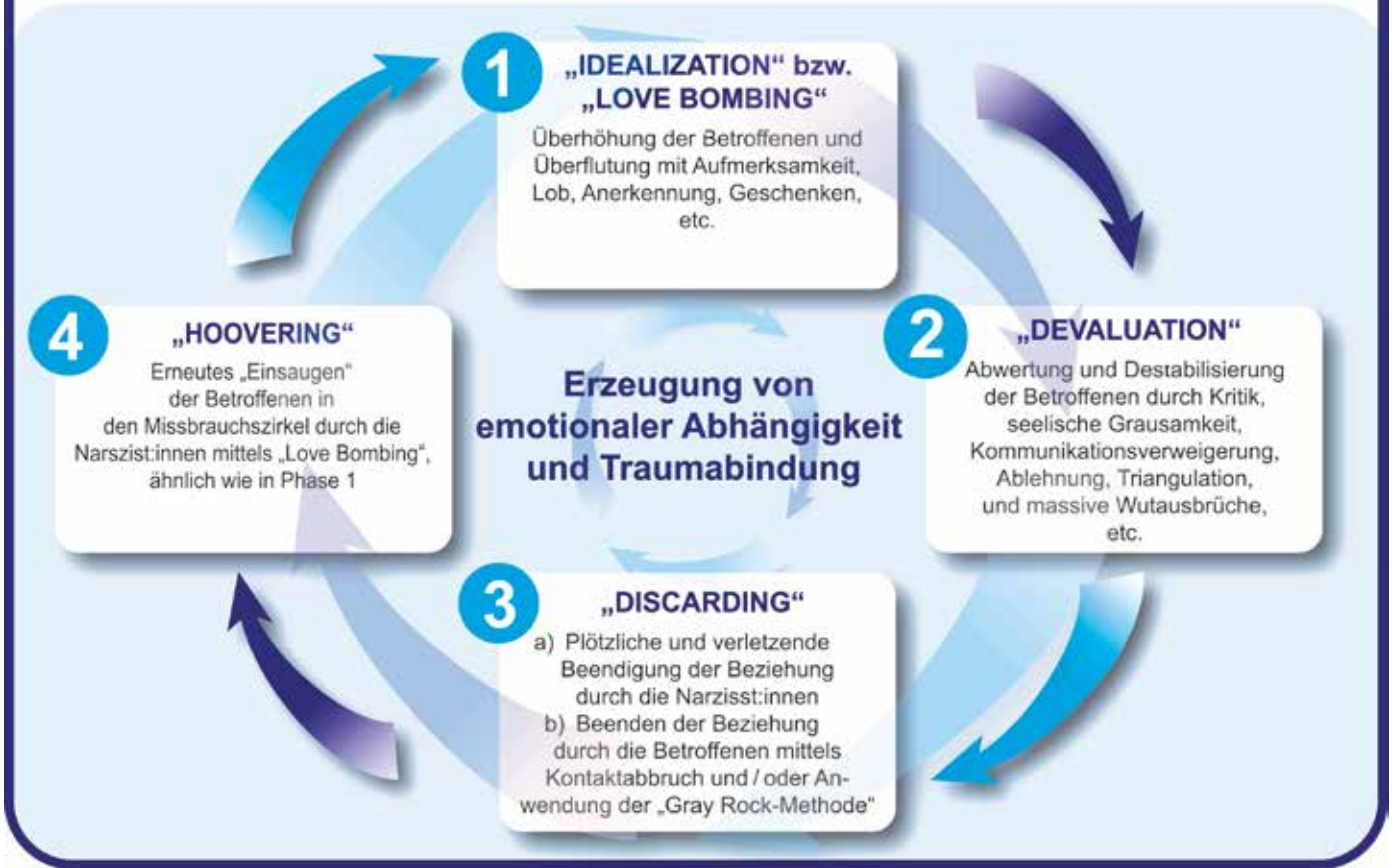 1
„IDEALIZATION“ bzw.
„LOVE BOMBING“
Überhöhung der Betroffenen und
Überflutung mit Aufmerksamkeit,
Lob, Anerkennung, Geschenken,
etc.
2
„DEVALUATION“
Abwertung und Destabilisierung
der Betroffenen durch Kritik,
seelische Grausamkeit,
Kommunikationsverweigerung,
Ablehnung, Triangulation,
und massive Wutausbrüche,
etc.
3
„DISCARDING“
a) Plötzliche und verletzende
Beendigung der Beziehung
durch die Narzisst:innen
b) Beenden der Beziehung
durch die Betroffenen mittels
Kontaktabbruch und / oder An-
wendung der „Gray Rock-Methode“
4
„HOOVERING“
Erneutes „Einsaugen“
der Betroffenen in
den Missbrauchszirkel durch die
Narszist:innen mittels „Love Bombing“,
ähnlich wie in Phase 1
Erzeugung von
emotionaler Abhängigkeit
und Traumabindung